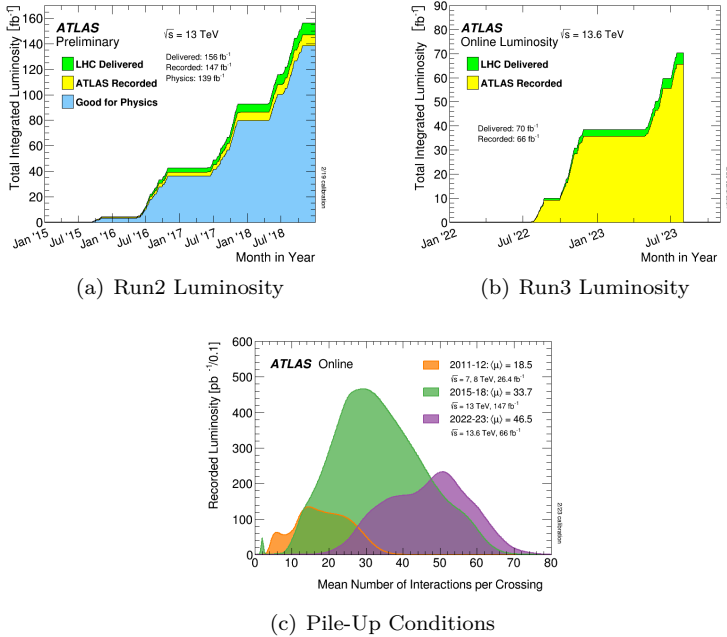 ATLAS
Preliminary
√s = 13 TeV
Delivered: 156 fb⁻¹
Recorded: 147 fb⁻¹
Physics: 139 fb⁻¹
LHC Delivered
ATLAS Recorded
Good for Physics
Total Integrated Luminosity [fb⁻¹]
160
140
120
100
80
60
40
20
0
2/19 calibration
Jan '15
Jul '15
Jan '16
Jul '16
Jan '17
Jul '17
Jan '18
Jul '18
Month in Year
(a) Run2 Luminosity
ATLAS
Online Luminosity
√s = 13.6 TeV
LHC Delivered
ATLAS Recorded
Delivered: 70 fb⁻¹
Recorded: 66 fb⁻¹
Total Integrated Luminosity [fb⁻¹]
90
80
70
60
50
40
30
20
10
0
Jan '22
Jul '22
Jan '23
Jul '23
Month in Year
(b) Run3 Luminosity
ATLAS Online
2011-12: ⟨μ⟩ = 18.5
√s = 7, 8 TeV, 26.4 fb⁻¹
2015-18: ⟨μ⟩ = 33.7
√s = 13 TeV, 147 fb⁻¹
2022-23: ⟨μ⟩ = 46.5
√s = 13.6 TeV, 66 fb⁻¹
Recorded Luminosity [pb⁻¹/0.1]
600
500
400
300
200
100
0
2/23 calibration
0 10 20 30 40 50 60 70 80
Mean Number of Interactions per Crossing
(c) Pile-Up Conditions